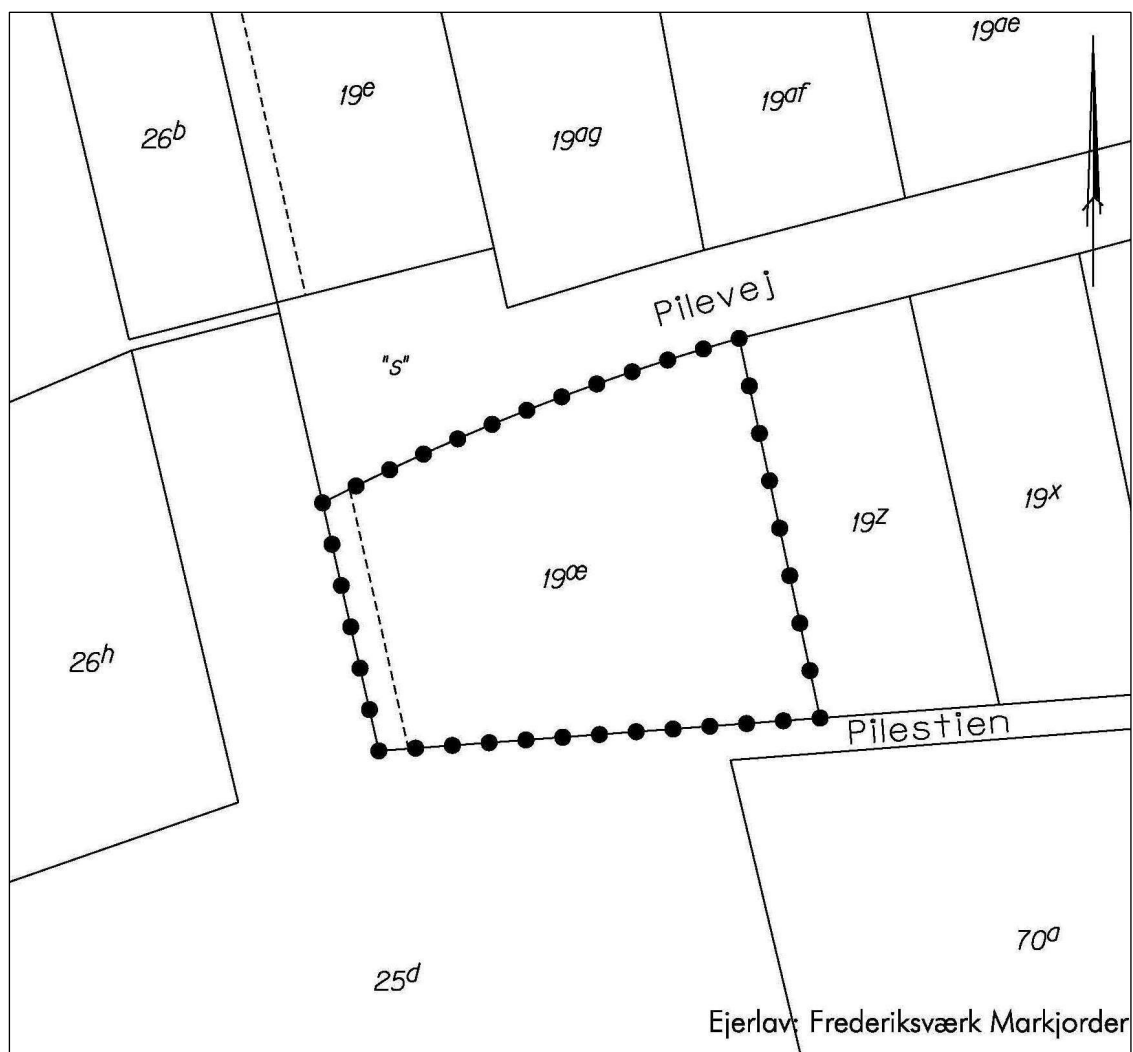 19ae
19e
19af
26b
19ag
Pilevej
"s"
19z
19x
19æ
26h
Pilestien
70a
25d
Ejerlav: Frederiksværk Markjorder